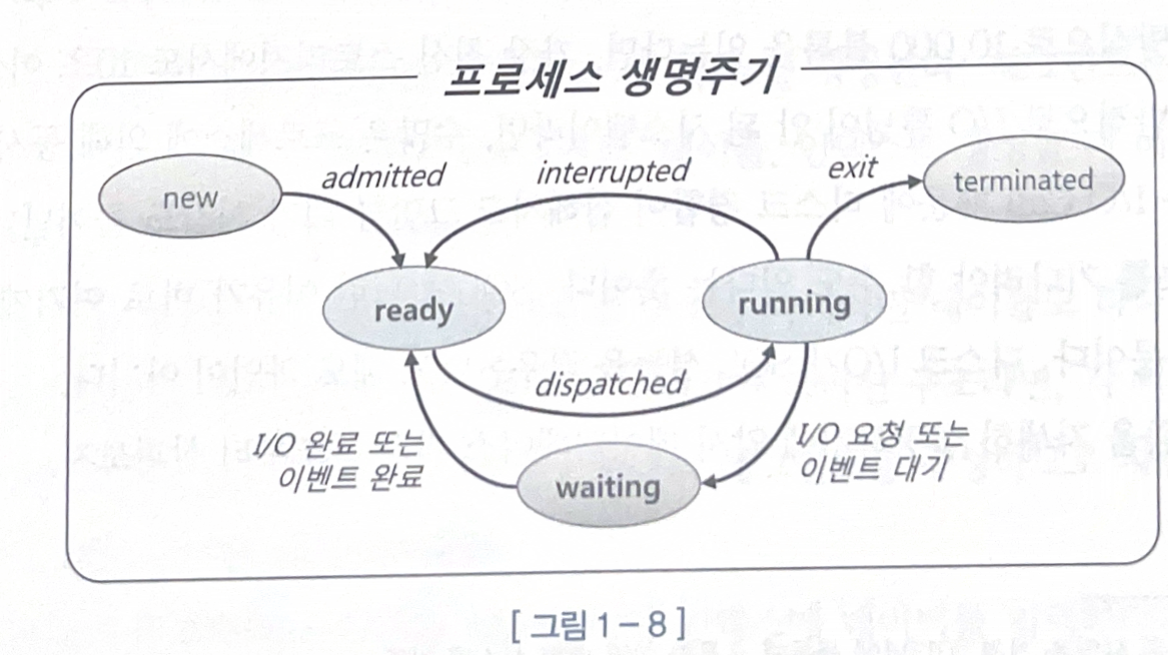 프로세스 생명주기
new
admitted
interrupted
exit
terminated
ready
running
dispatched
I/O 완료 또는
이벤트 완료
waiting
I/O 요청 또는
이벤트 대기
[ 그림 1 – 8 ]